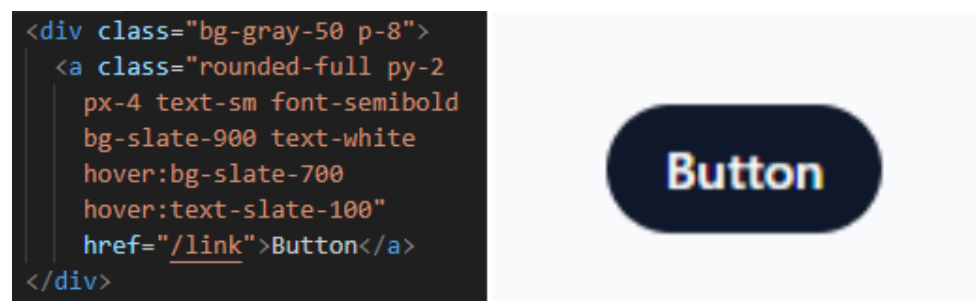 <div class="bg-gray-50 p-8">
<a class="rounded-full py-2
px-4 text-sm font-semibold
bg-slate-900 text-white
hover:bg-slate-700
hover:text-slate-100"
href="/link">Button</a>
</div>
Button